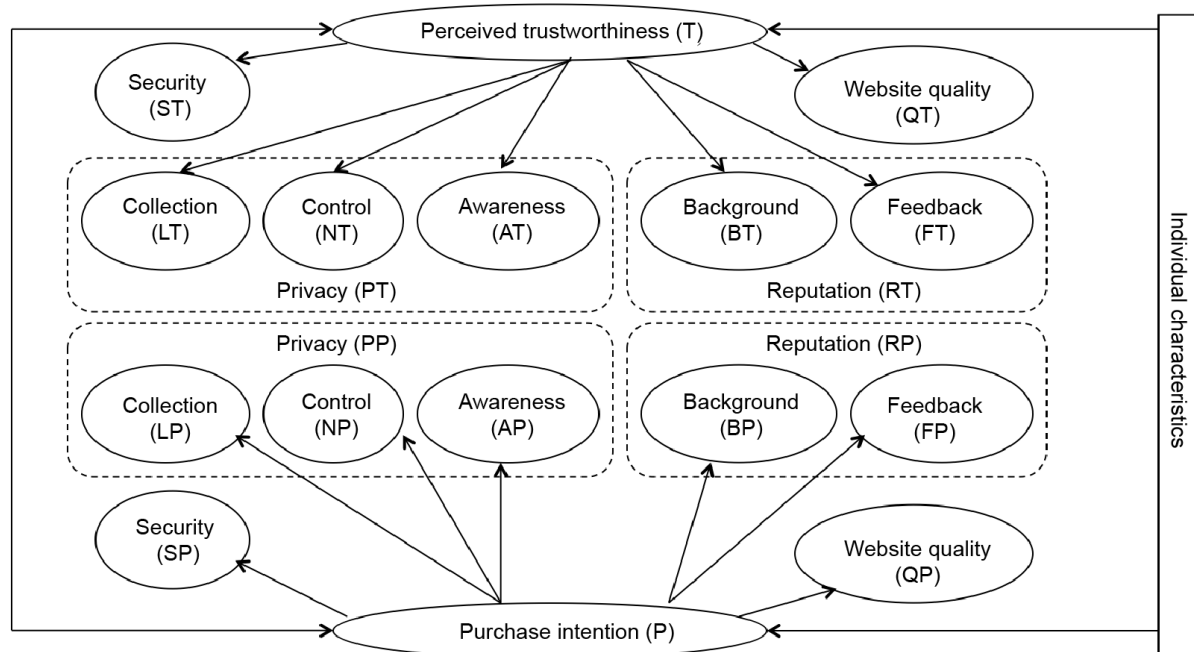 Perceived trustworthiness (T)
Security
(ST)
Website quality
(QT)
Collection
(LT)
Control
(NT)
Awareness
(AT)
Background
(BT)
Feedback
(FT)
Privacy (PT)
Reputation (RT)
Privacy (PP)
Reputation (RP)
Collection
(LP)
Control
(NP)
Awareness
(AP)
Background
(BP)
Feedback
(FP)
Security
(SP)
Website quality
(QP)
Purchase intention (P)
Individual characteristics